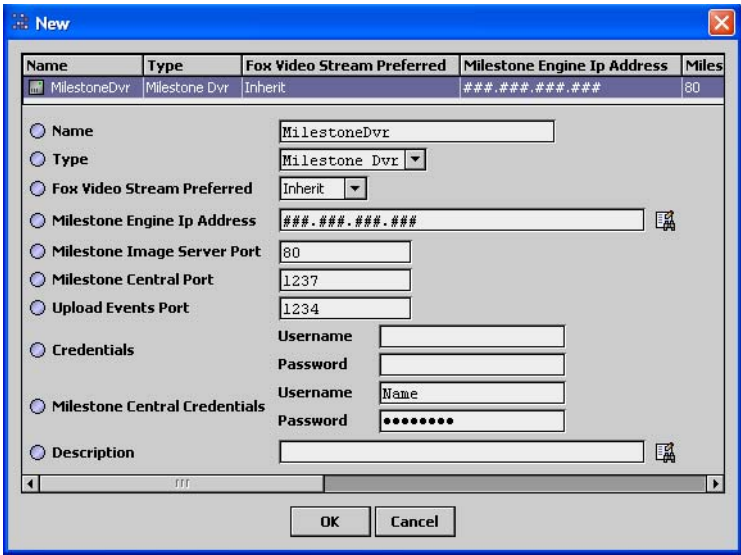 New
Name Type Fox Video Stream Preferred Milestone Engine Ip Address Miles
MilestoneDvr Milestone Dvr Inherit ###.###.###.### 80
Name MilestoneDvr
Type Milestone Dvr
Fox Video Stream Preferred Inherit
Milestone Engine Ip Address ###.###.###.###
Milestone Image Server Port 80
Milestone Central Port 1237
Upload Events Port 1234
Credentials Username
Password
Milestone Central Credentials Username Name
Password ••••••••
Description
OK Cancel